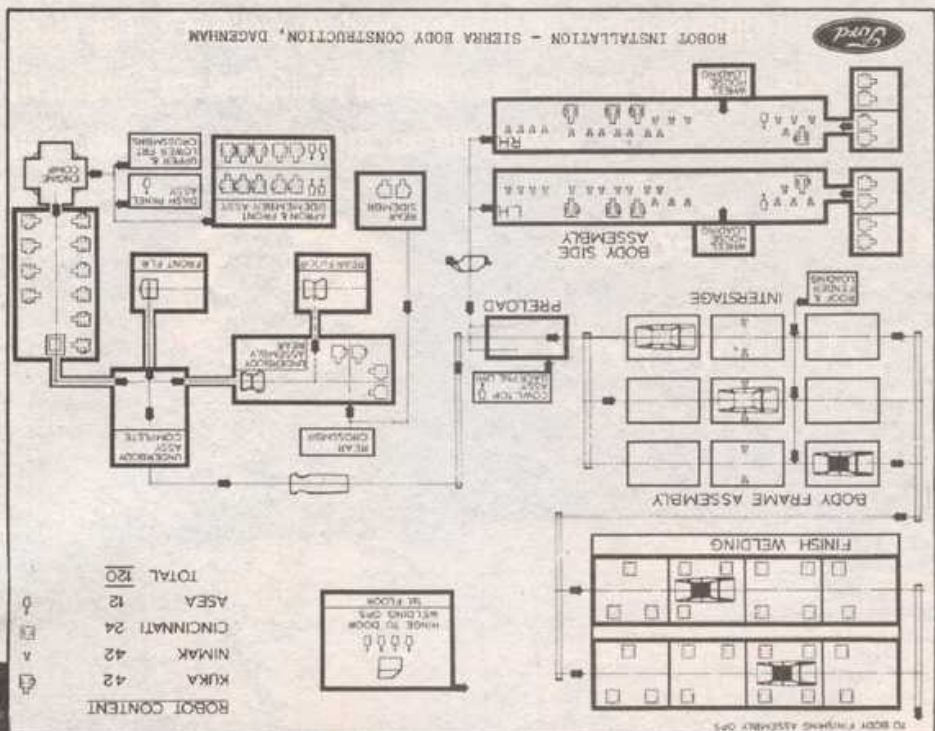 TO BODY FINISHING ASSEMBLY OPS
FINISH WELDING
HINGE TO DOOR
WELDING OPS
1st FLOOR
ROBOT CONTENT
KUKA 42
NIMAK 42
CINCINNATI 24
ASEA 12
TOTAL 120
BODY FRAME ASSEMBLY
INTERSTAGE
ROOF &
FENDER
LOADING
COWL TOP
ASSY
PRELOAD
UNDERBODY
ASSY
COMPLETE
REAR
CROSSMBR
UNDERBODY
ASSEMBLY
REAR
REAR FLOOR
FRONT FLR
BODY SIDE
ASSEMBLY
WHEEL
HOUSE
LOADING
LH
RH
WHEEL
HOUSE
LOADING
REAR
SIDEMBR
APRON & FRONT
SIDEMEMBER ASSY
DASH PANEL
ASSY
UPPER &
LOWER FRT
CROSSMBRS
ENGINE
COMP
Ford
ROBOT INSTALLATION - SIERRA BODY CONSTRUCTION, DAGENHAM